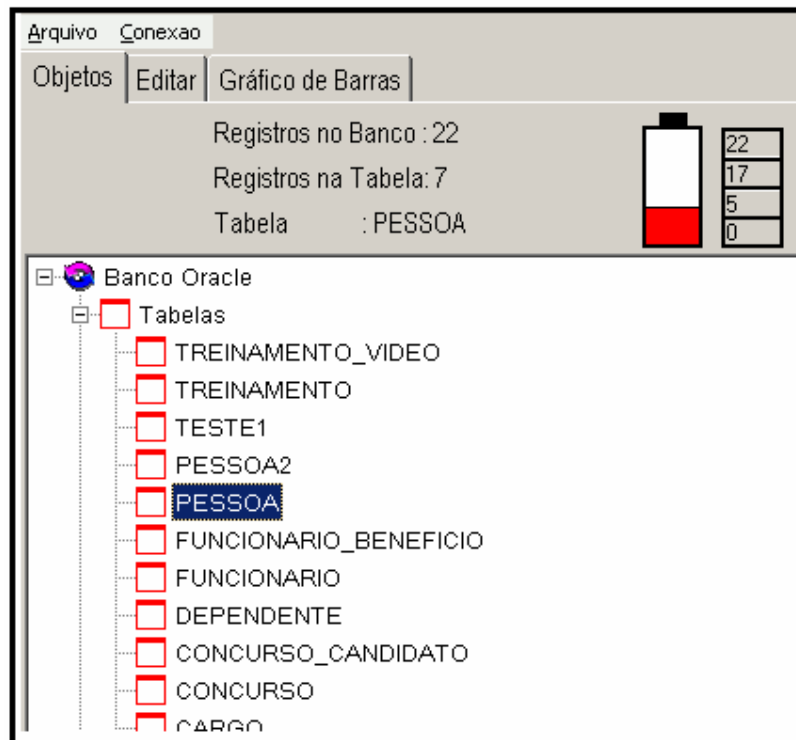 Arquivo Conexao
Objetos Editar Gráfico de Barras
Registros no Banco : 22
Registros na Tabela: 7
Tabela : PESSOA
22
17
5
0
Banco Oracle
Tabelas
TREINAMENTO_VIDEO
TREINAMENTO
TESTE1
PESSOA2
PESSOA
FUNCIONARIO_BENEFICIO
FUNCIONARIO
DEPENDENTE
CONCURSO_CANDIDATO
CONCURSO
CARGO